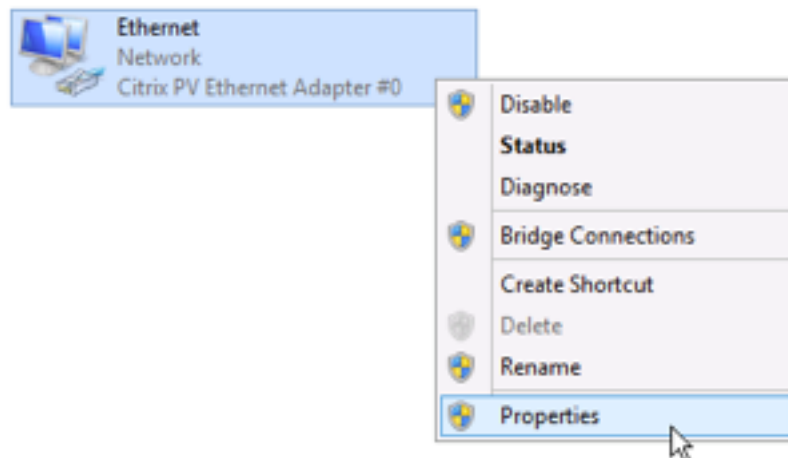 Ethernet
Network
Citrix PV Ethernet Adapter #0
Disable
Status
Diagnose
Bridge Connections
Create Shortcut
Delete
Rename
Properties